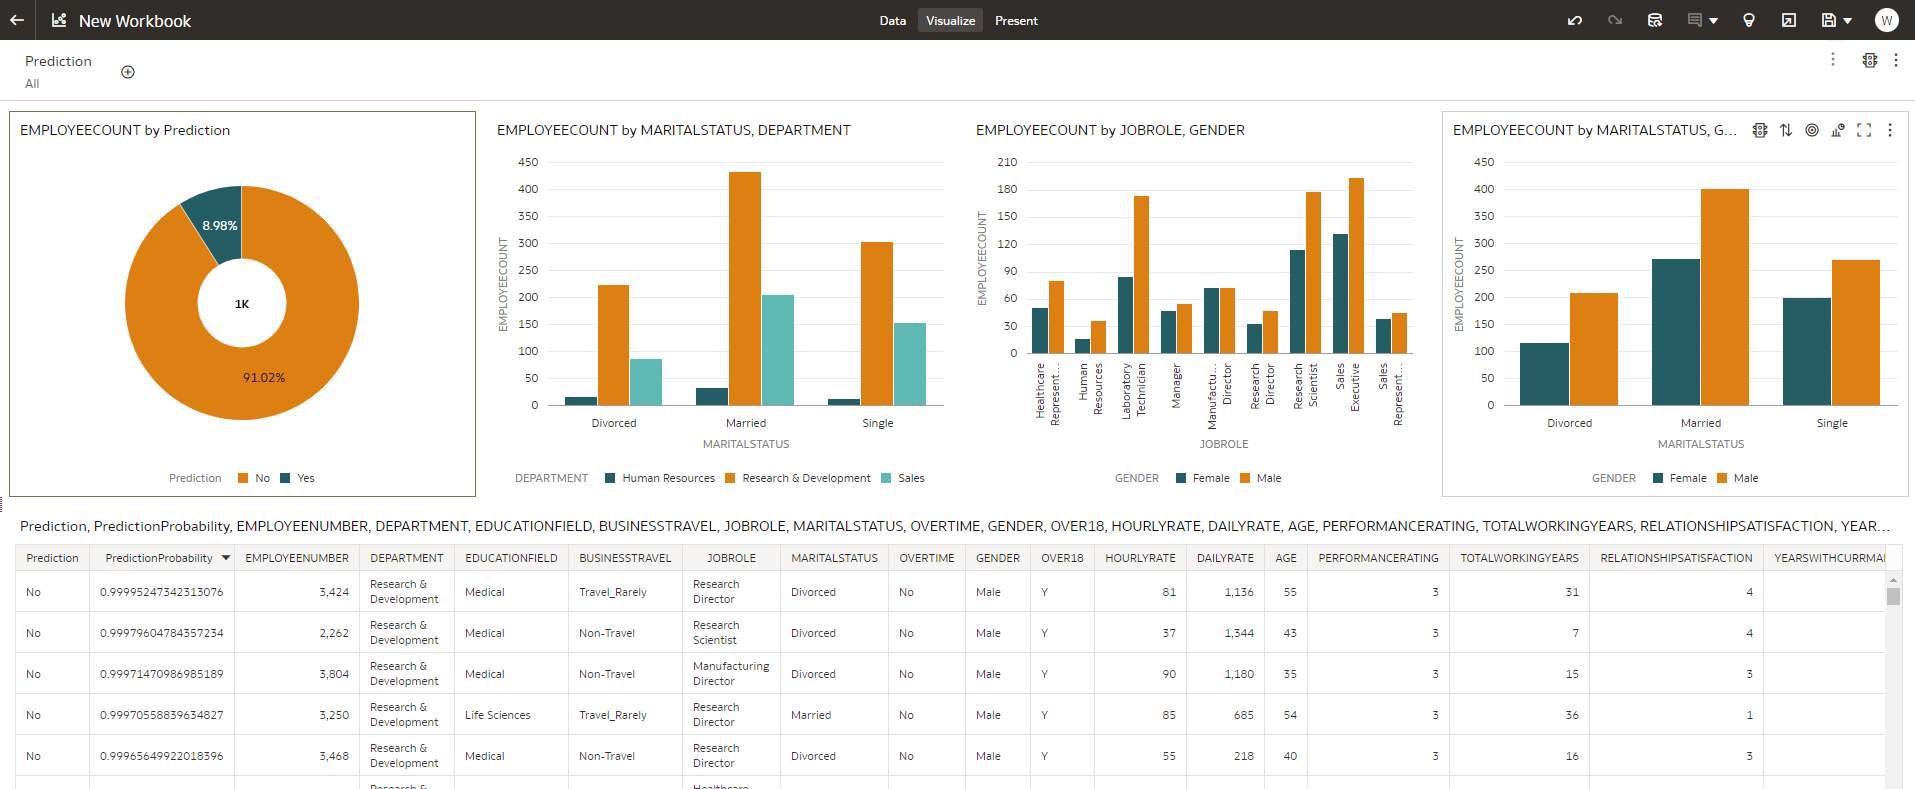 New Workbook
Data Visualize Present
W
Prediction
All
EMPLOYEECOUNT by Prediction
8.98%
1K
91.02%
Prediction No Yes
EMPLOYEECOUNT by MARITALSTATUS, DEPARTMENT
EMPLOYEECOUNT
450
400
350
300
250
200
150
100
50
0
Divorced Married Single
MARITALSTATUS
DEPARTMENT Human Resources Research & Development Sales
EMPLOYEECOUNT by JOBROLE, GENDER
EMPLOYEECOUNT
210
180
150
120
90
60
30
0
Healthcare
Represent...
Human
Resources
Laboratory
Technician
Manager
Manufactu...
Director
Research
Director
Research
Scientist
Sales
Executive
Sales
Represent...
JOBROLE
GENDER Female Male
EMPLOYEECOUNT by MARITALSTATUS, G...
EMPLOYEECOUNT
450
400
350
300
250
200
150
100
50
0
Divorced Married Single
MARITALSTATUS
GENDER Female Male
Prediction, PredictionProbability, EMPLOYEENUMBER, DEPARTMENT, EDUCATIONFIELD, BUSINESSTRAVEL, JOBROLE, MARITALSTATUS, OVERTIME, GENDER, OVER18, HOURLYRATE, DAILYRATE, AGE, PERFORMANCERATING, TOTALWORKINGYEARS, RELATIONSHIPSATISFACTION, YEAR...
Prediction PredictionProbability EMPLOYEENUMBER DEPARTMENT EDUCATIONFIELD BUSINESSTRAVEL JOBROLE MARITALSTATUS OVERTIME GENDER OVER18 HOURLYRATE DAILYRATE AGE PERFORMANCERATING TOTALWORKINGYEARS RELATIONSHIPSATISFACTION YEARSWITHCURRMA
No 0.99995247342313076 3,424 Research & Development Medical Travel_Rarely Research Director Divorced No Male Y 81 1,136 55 3 31 4
No 0.99979604784357234 2,262 Research & Development Medical Non-Travel Research Scientist Divorced No Male Y 37 1,344 43 3 7 4
No 0.99971470986985189 3,804 Research & Development Medical Non-Travel Manufacturing Director Divorced No Male Y 90 1,180 35 3 15 3
No 0.99970558839634827 3,250 Research & Development Life Sciences Travel_Rarely Research Director Married No Male Y 85 685 54 3 36 1
No 0.99965649922018396 3,468 Research & Development Medical Non-Travel Research Director Divorced No Male Y 55 218 40 3 16 3
Research & Healthcare